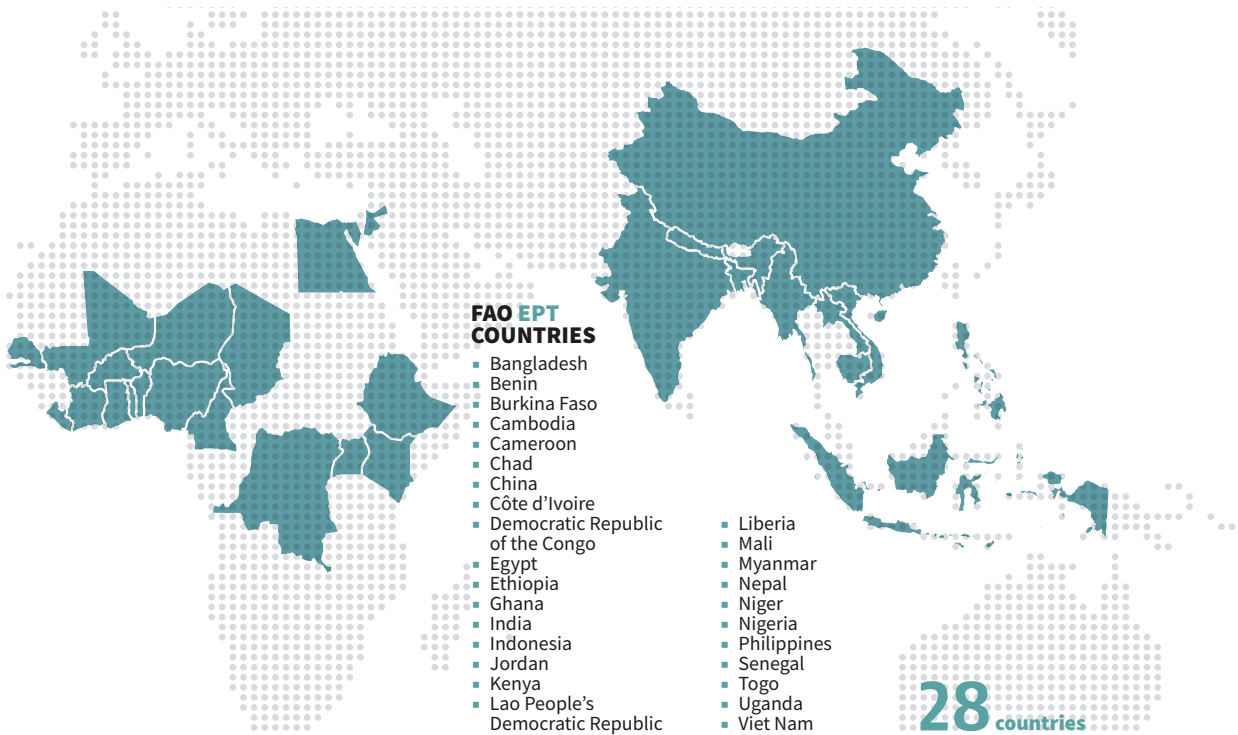 FAO EPT
COUNTRIES
Bangladesh
Benin
Burkina Faso
Cambodia
Cameroon
Chad
China
Côte d’Ivoire
Democratic Republic
of the Congo
Egypt
Ethiopia
Ghana
India
Indonesia
Jordan
Kenya
Lao People’s
Democratic Republic
Liberia
Mali
Myanmar
Nepal
Niger
Nigeria
Philippines
Senegal
Togo
Uganda
Viet Nam
28 countries